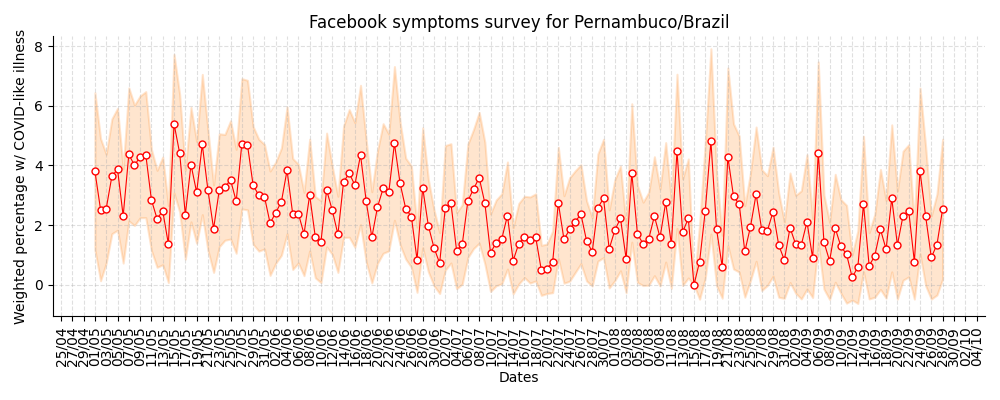 Facebook symptoms survey for Pernambuco/Brazil
Weighted percentage w/ COVID-like illness
8
6
4
2
0
25/04 27/04 29/04 01/05 03/05 05/05 07/05 09/05 11/05 13/05 15/05 17/05 19/05 21/05 23/05 25/05 27/05 29/05 31/05 02/06 04/06 06/06 08/06 10/06 12/06 14/06 16/06 18/06 20/06 22/06 24/06 26/06 28/06 30/06 02/07 04/07 06/07 08/07 10/07 12/07 14/07 16/07 18/07 20/07 22/07 24/07 26/07 28/07 30/07 01/08 03/08 05/08 07/08 09/08 11/08 13/08 15/08 17/08 19/08 21/08 23/08 25/08 27/08 29/08 31/08 02/09 04/09 06/09 08/09 10/09 12/09 14/09 16/09 18/09 20/09 22/09 24/09 26/09 28/09 30/09 02/10 04/10
Dates